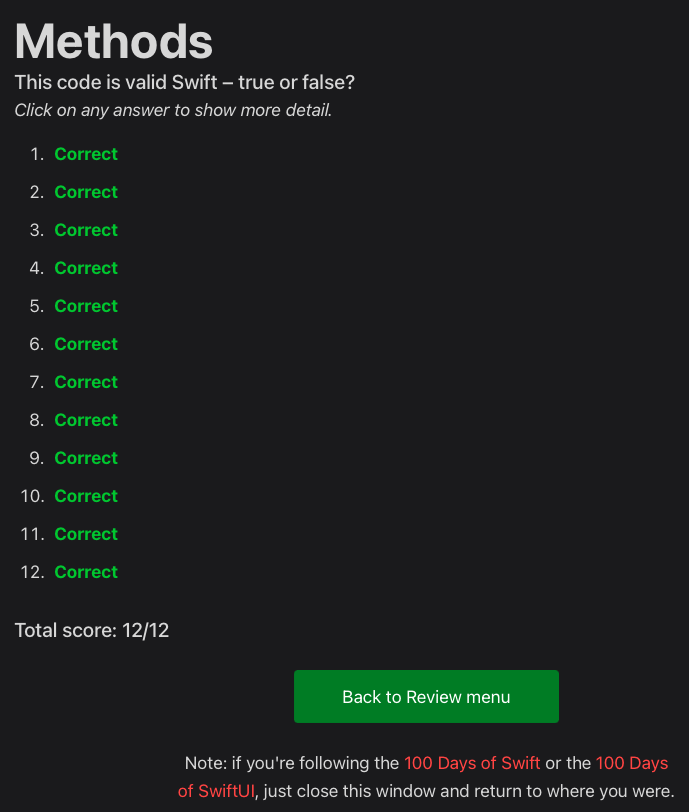 Methods
This code is valid Swift – true or false?
Click on any answer to show more detail.
1. Correct
2. Correct
3. Correct
4. Correct
5. Correct
6. Correct
7. Correct
8. Correct
9. Correct
10. Correct
11. Correct
12. Correct
Total score: 12/12
Back to Review menu
Note: if you're following the 100 Days of Swift or the 100 Days
of SwiftUI, just close this window and return to where you were.